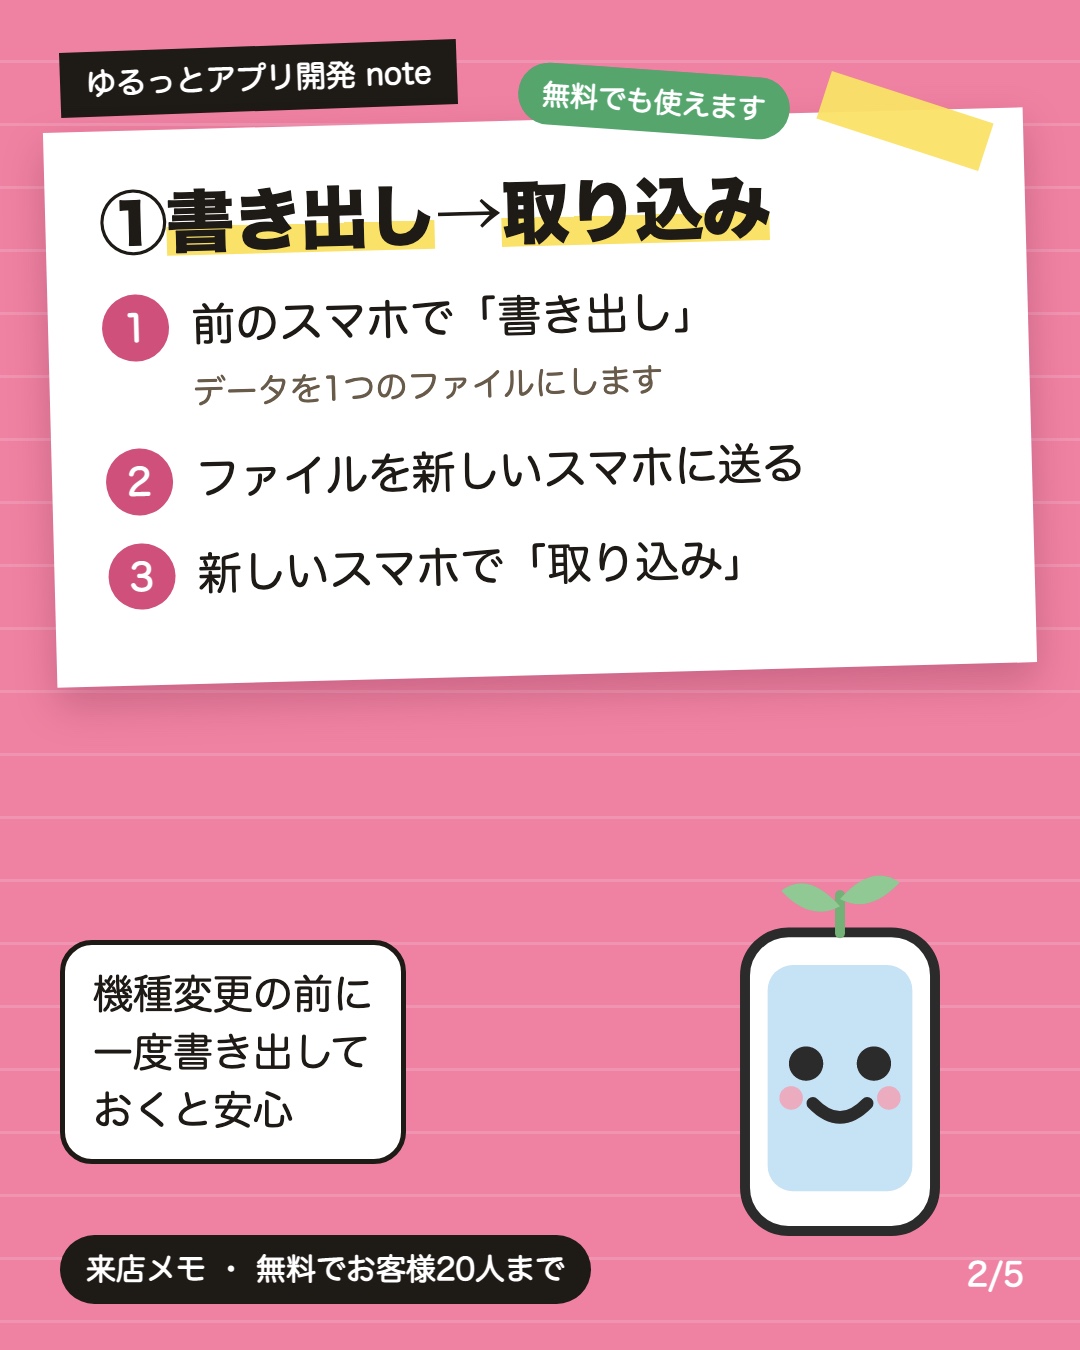 ゆるっとアプリ開発 note
無料でも使えます
①書き出し→取り込み
1 前のスマホで「書き出し」
データを1つのファイルにします
2 ファイルを新しいスマホに送る
3 新しいスマホで「取り込み」
機種変更の前に
一度書き出して
おくと安心
来店メモ ・ 無料でお客様20人まで
2/5